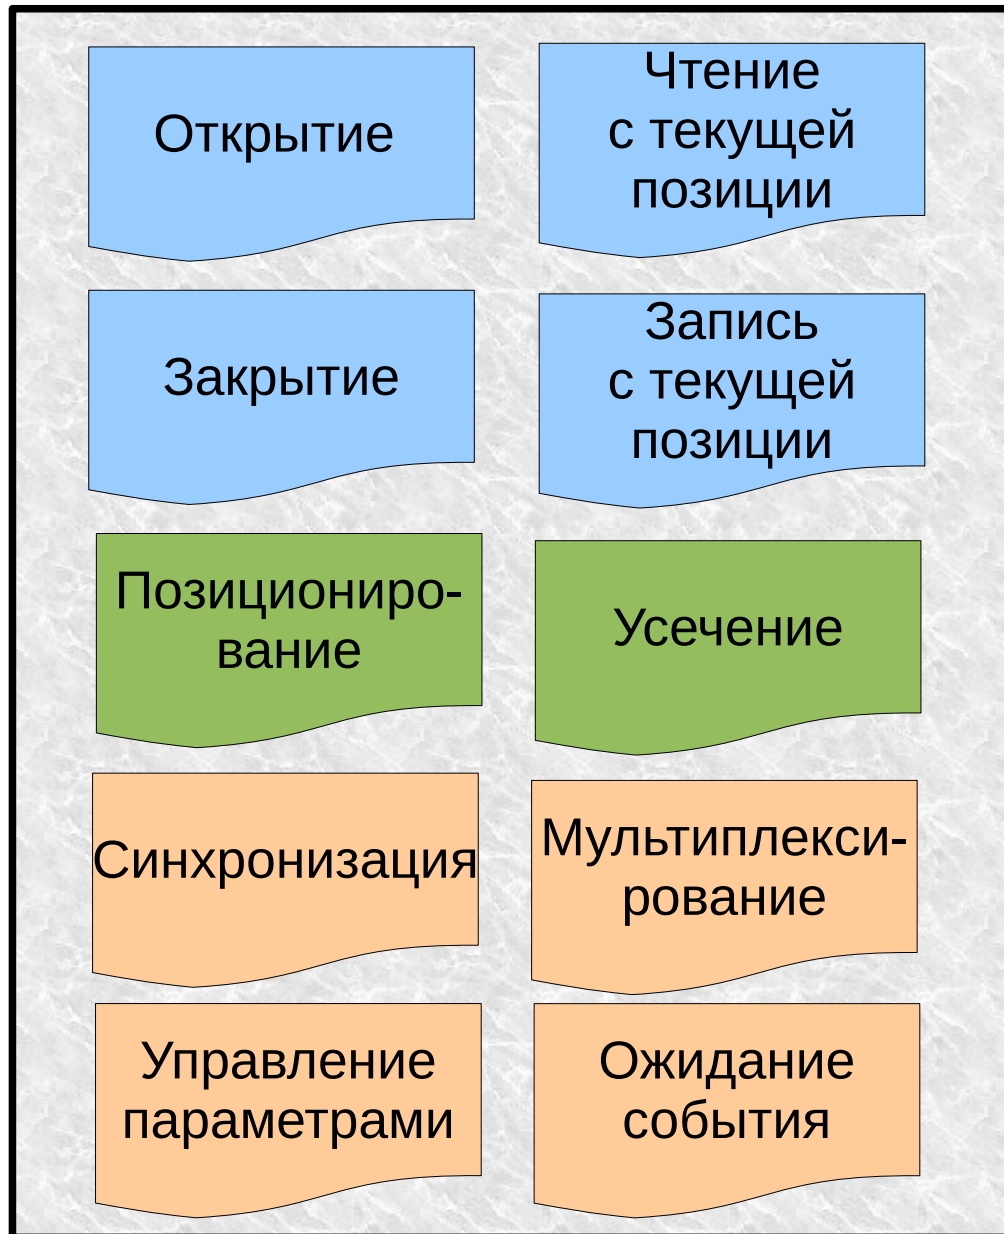 Открытие
Чтение
с текущей
позиции
Закрытие
Запись
с текущей
позиции
Позициониро-
вание
Усечение
Синхронизация
Мультиплекси-
рование
Управление
параметрами
Ожидание
события